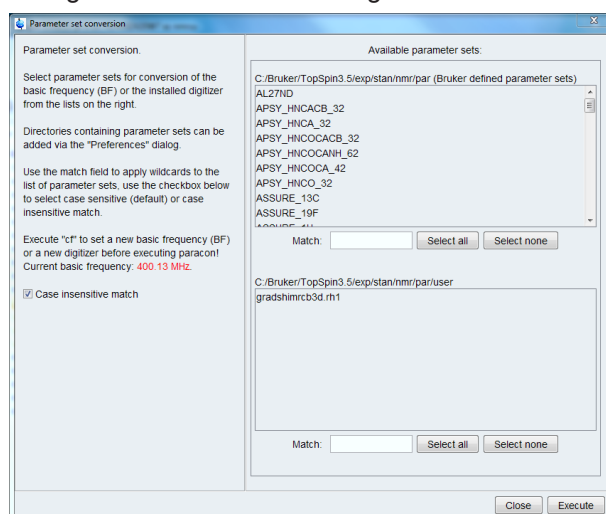 Parameter set conversion
Parameter set conversion.
Select parameter sets for conversion of the
basic frequency (BF) or the installed digitizer
from the lists on the right.
Directories containing parameter sets can be
added via the "Preferences" dialog.
Use the match field to apply wildcards to the
list of parameter sets, use the checkbox below
to select case sensitive (default) or case
insensitive match.
Execute "cf" to set a new basic frequency (BF)
or a new digitizer before executing paracon!
Current basic frequency: 400.13 MHz.
Case insensitive match
Available parameter sets:
C:/Bruker/TopSpin3.5/exp/stan/nmr/par (Bruker defined parameter sets)
AL27ND
APSY_HNCACB_32
APSY_HNCA_32
APSY_HNCOCACB_32
APSY_HNCOCANH_62
APSY_HNCOCA_42
APSY_HNCO_32
ASSURE_13C
ASSURE_19F
Match: Select all Select none
C:/Bruker/TopSpin3.5/exp/stan/nmr/par/user
gradshimrcb3d.rh1
Match: Select all Select none
Close Execute